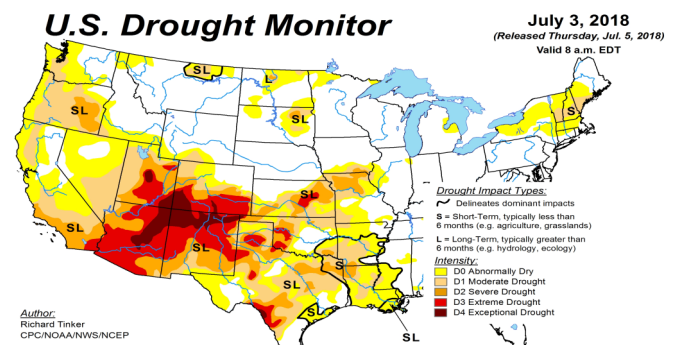 U.S. Drought Monitor
July 3, 2018
(Released Thursday, Jul. 5, 2018)
Valid 8 a.m. EDT
SL
L
SL
SL
S
SL
SL
SL
S
SL
SL
SL
Drought Impact Types:
Delineates dominant impacts
S = Short-Term, typically less than
6 months (e.g. agriculture, grasslands)
L = Long-Term, typically greater than
6 months (e.g. hydrology, ecology)
Intensity:
D0 Abnormally Dry
D1 Moderate Drought
D2 Severe Drought
D3 Extreme Drought
D4 Exceptional Drought
Author:
Richard Tinker
CPC/NOAA/NWS/NCEP